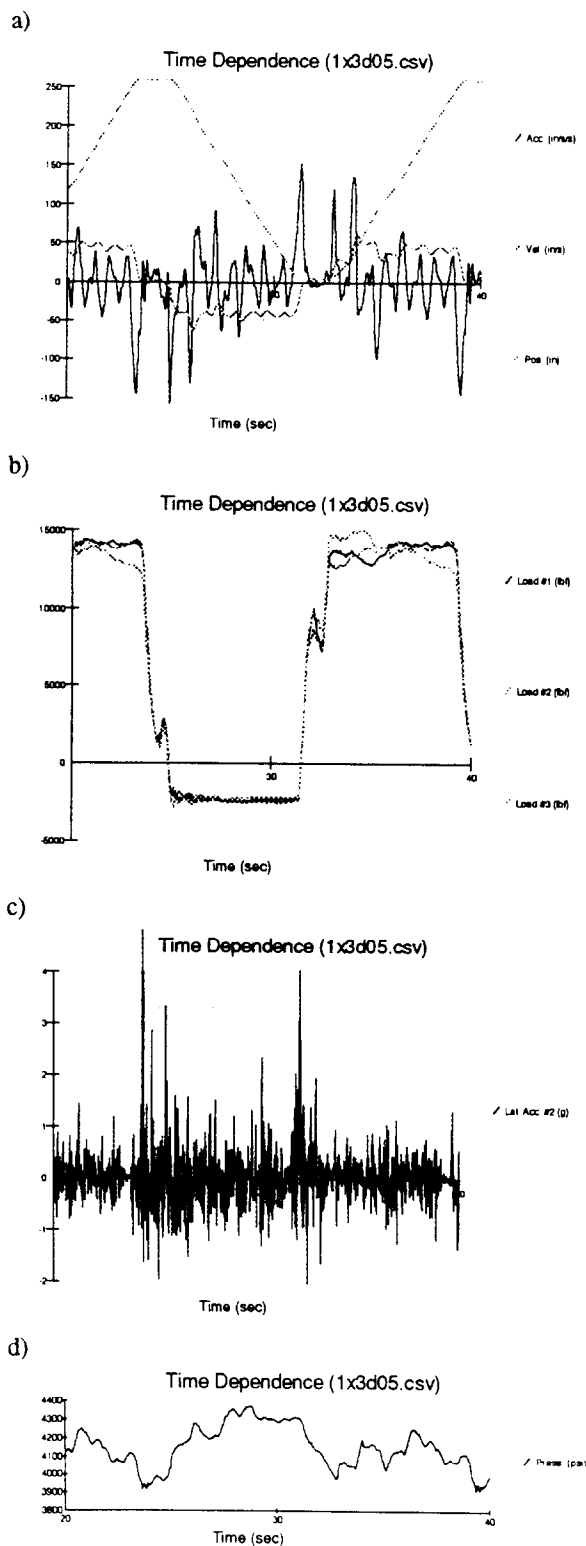 a)
Time Dependence (1x3d05.csv)
250
200
150
100
50
0
-50
-100
-150
40
Acc (in/s/s)
Vel (in/s)
Pos (in)
Time (sec)
b)
Time Dependence (1x3d05.csv)
15000
10000
5000
0
-5000
30
40
Load #1 (lbf)
Load #2 (lbf)
Load #3 (lbf)
Time (sec)
c)
Time Dependence (1x3d05.csv)
4
3
2
1
0
-1
-2
Lat Acc #2 (g)
Time (sec)
d)
Time Dependence (1x3d05.csv)
4400
4300
4200
4100
4000
3900
3800
20
30
40
Press (psi)
Time (sec)